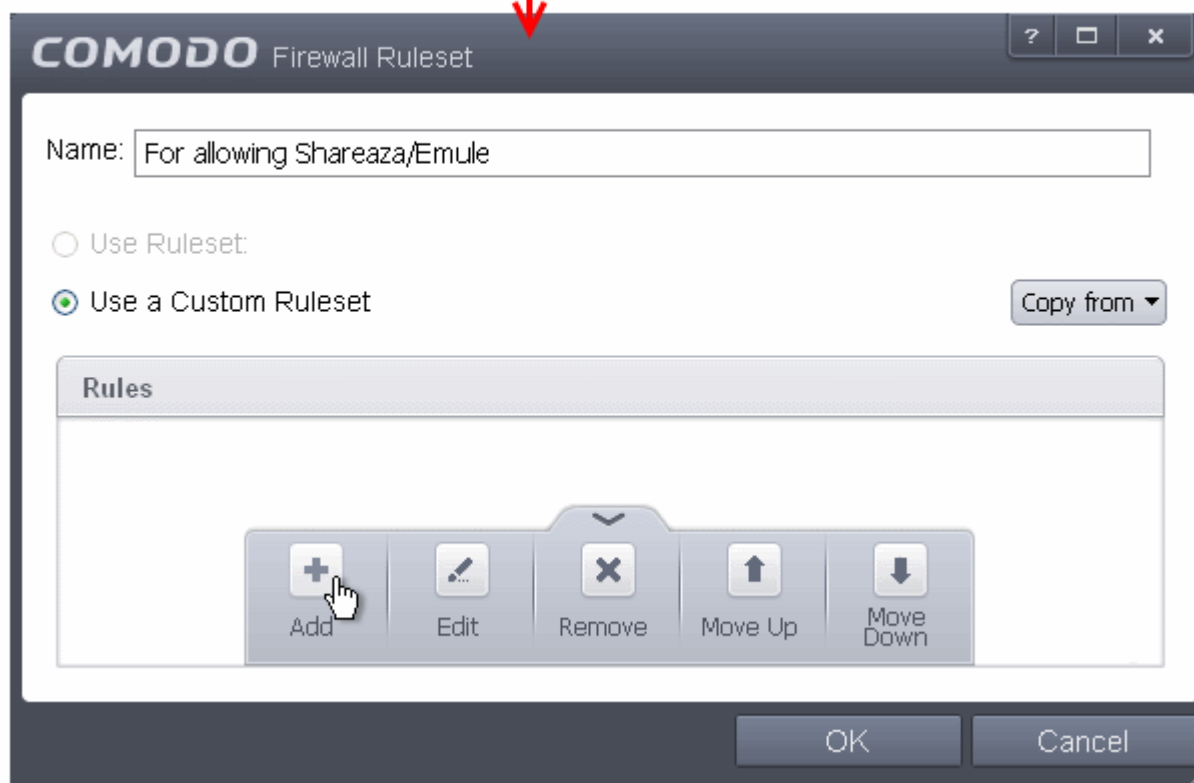 COMODO Firewall Ruleset
?
Name: For allowing Shareaza/Emule
Use Ruleset:
Use a Custom Ruleset
Copy from
Rules
Add
Edit
Remove
Move Up
Move
Down
OK
Cancel